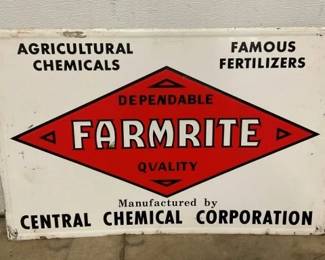 AGRICULTURAL CHEMICALS
FAMOUS FERTILIZERS
DEPENDABLE
FARMRITE
QUALITY
Manufactured by
CENTRAL CHEMICAL CORPORATION